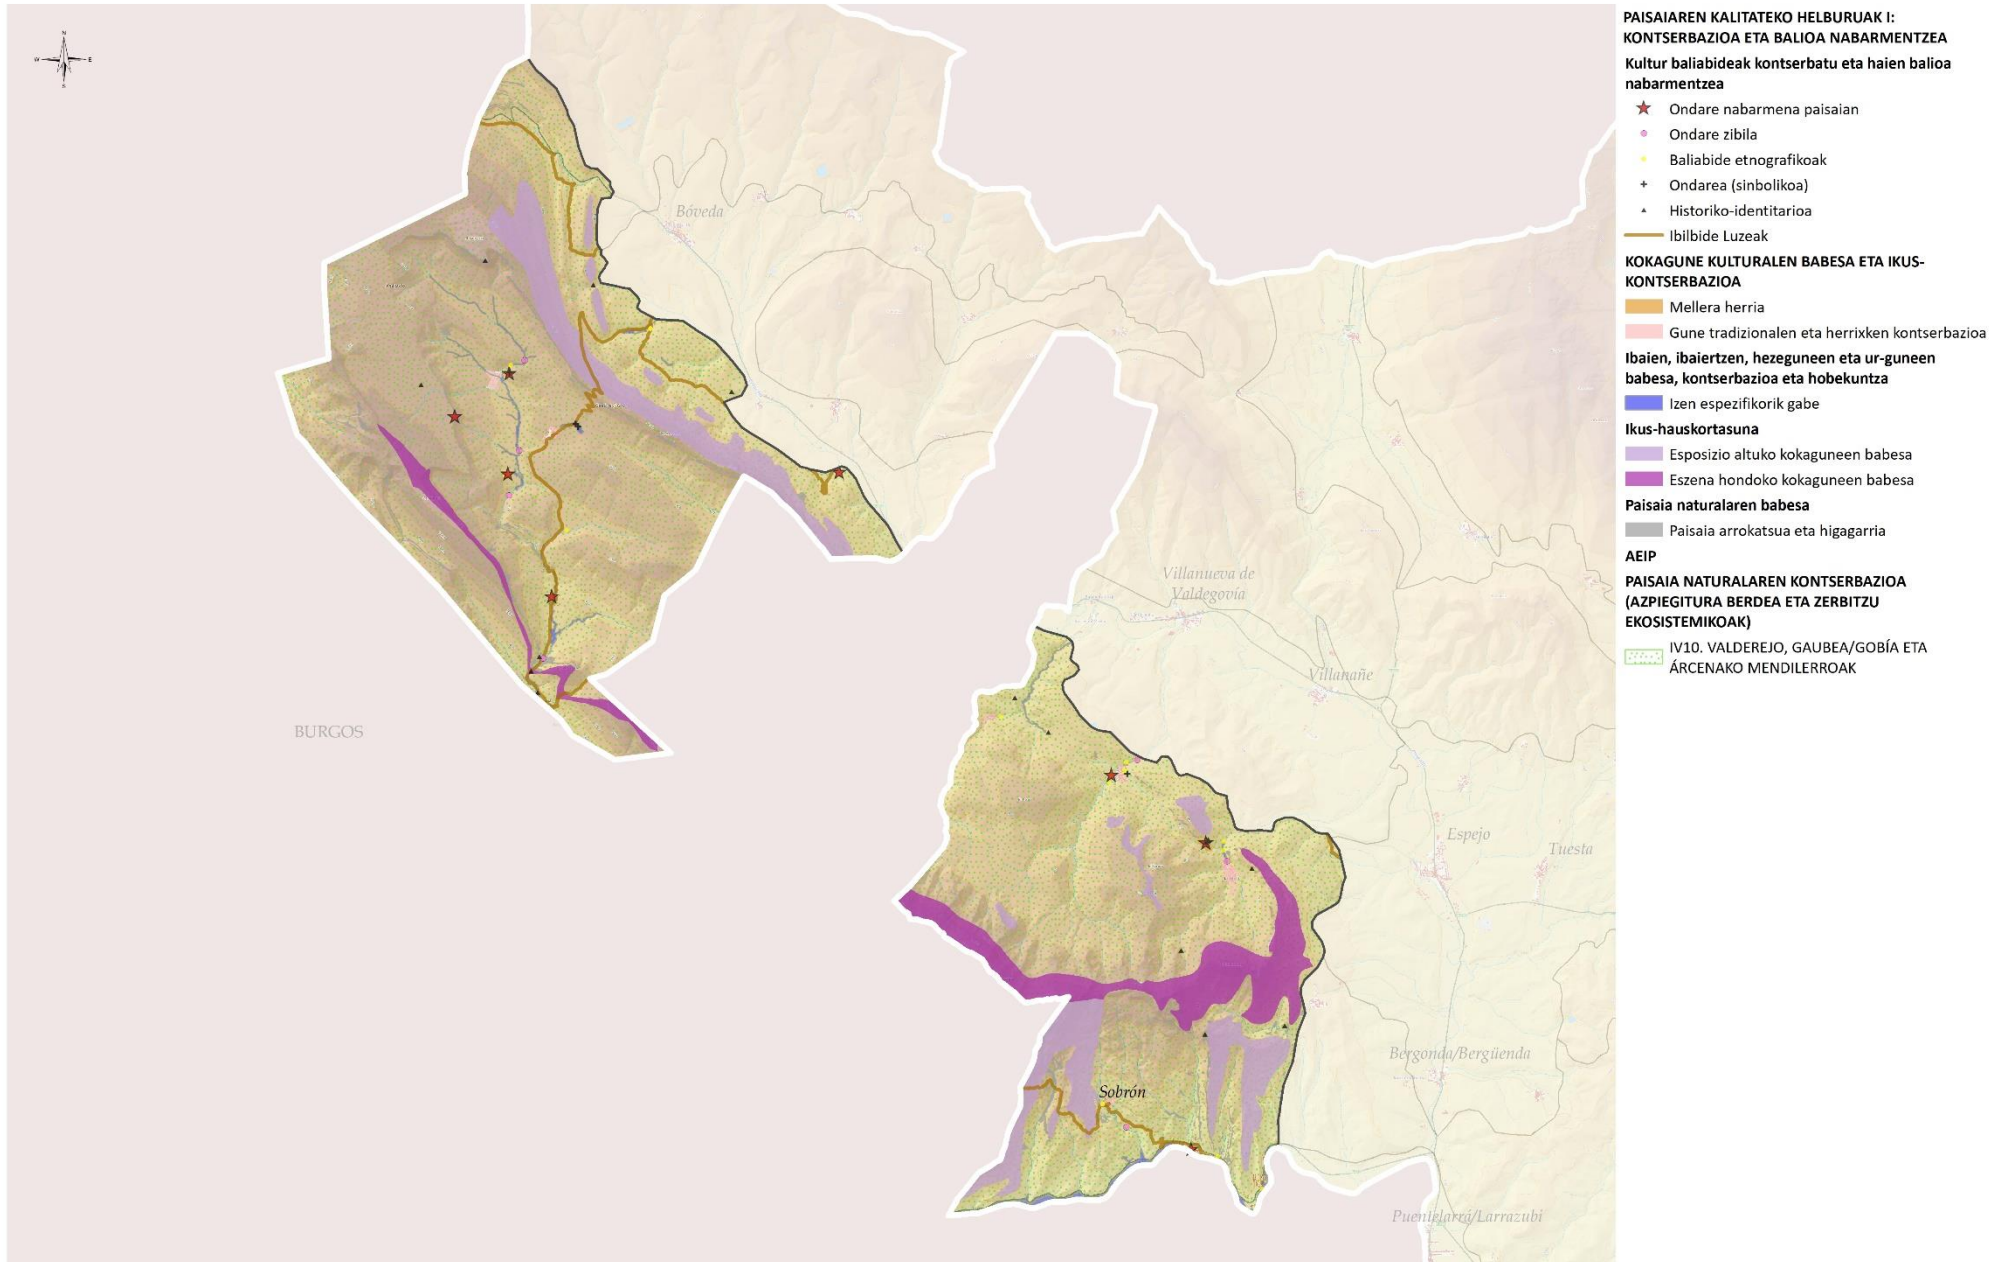 N
W
E
S
Bóveda
Villanueva de
Valdegovía
Villanañe
BURGOS
Espejo
Tuesta
Bergonda/Bergüenda
Sobrón
Puentelarrá/Larrazubi
PAISAIAREN KALITATEKO HELBURUAK I:
KONTSERBAZIOA ETA BALIOA NABARMENTZEA
Kultur baliabideak kontserbatu eta haien balioa
nabarmentzea
Ondare nabarmena paisaian
Ondare zibila
Baliabide etnografikoak
Ondarea (sinbolikoa)
Historiko-identitarioa
Ibilbide Luzeak
KOKAGUNE KULTURALEN BABESA ETA IKUS-
KONTSERBAZIOA
Mellera herria
Gune tradizionalen eta herrixken kontserbazioa
Ibaien, ibaiertzen, hezeguneen eta ur-guneen
babesa, kontserbazioa eta hobekuntza
Izen espezifikorik gabe
Ikus-hauskortasuna
Esposizio altuko kokaguneen babesa
Eszena hondoko kokaguneen babesa
Paisaia naturalaren babesa
Paisaia arrokatsua eta higagarria
AEIP
PAISAIA NATURALAREN KONTSERBAZIOA
(AZPIEGITURA BERDEA ETA ZERBITZU
EKOSISTEMIKOAK)
IV10. VALDEREJO, GAUBEA/GOBÍA ETA
ÁRCENAKO MENDILERROAK